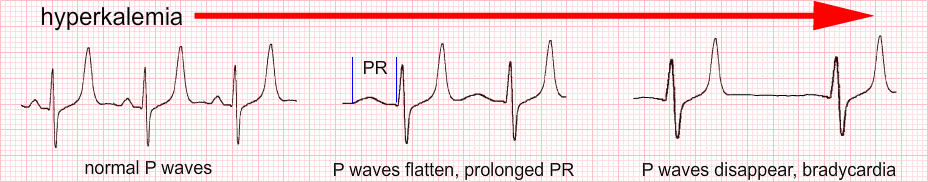 hyperkalemia
PR
normal P waves
P waves flatten, prolonged PR
P waves disappear, bradycardia